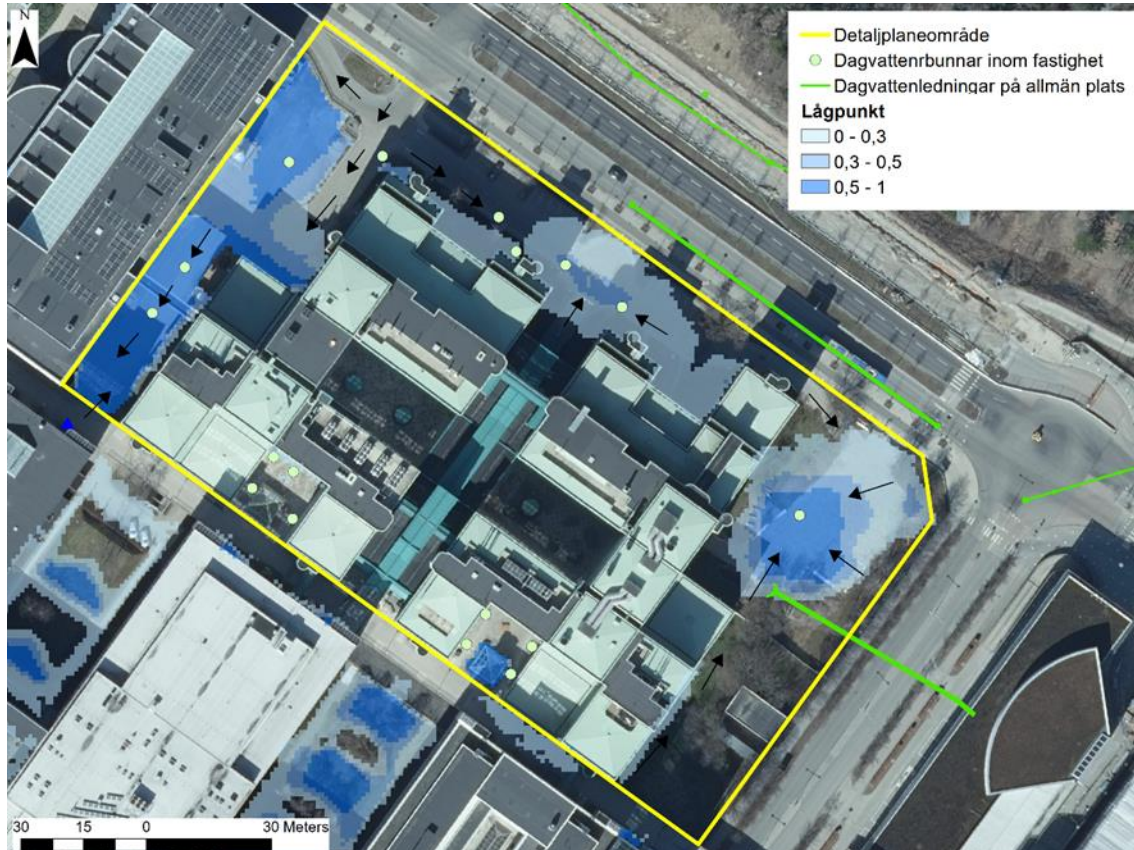 N
Detaljplaneområde
Dagvattenrbunnar inom fastighet
Dagvattenledningar på allmän plats
Lågpunkt
0 - 0,3
0,3 - 0,5
0,5 - 1
30 15 0 30 Meters